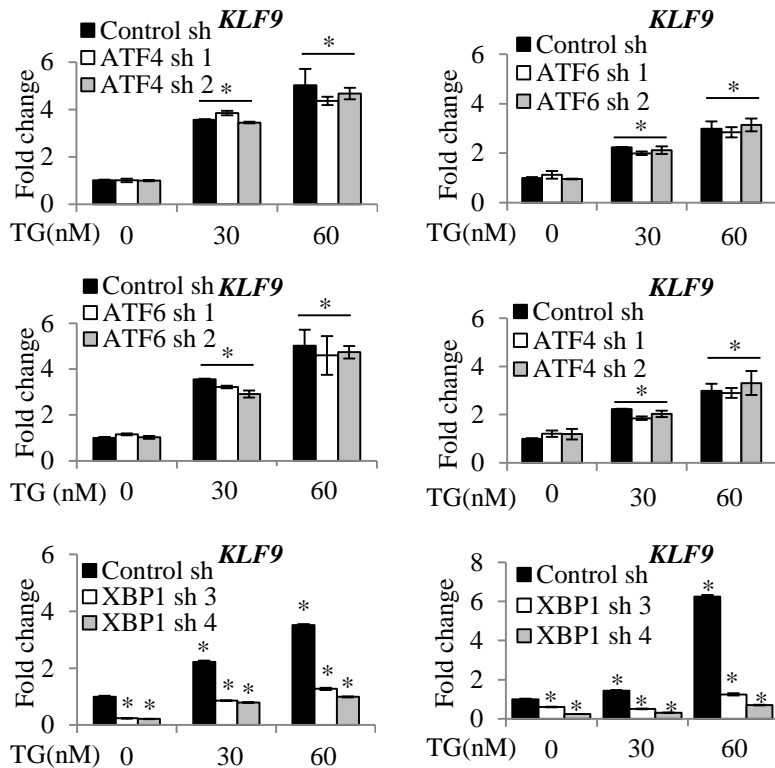 KLF9
Control sh
ATF4 sh 1
ATF4 sh 2
Fold change
6
4
2
0
*
*
TG(nM) 0 30 60
KLF9
Control sh
ATF6 sh 1
ATF6 sh 2
Fold change
6
4
2
0
*
*
TG(nM) 0 30 60
KLF9
Control sh
ATF6 sh 1
ATF6 sh 2
Fold change
6
4
2
0
*
*
TG (nM) 0 30 60
KLF9
Control sh
ATF4 sh 1
ATF4 sh 2
Fold change
6
4
2
0
*
*
TG(nM) 0 30 60
KLF9
Control sh
XBP1 sh 3
XBP1 sh 4
Fold change
6
4
2
0
* *
* * *
* * *
TG(nM) 0 30 60
KLF9
Control sh
XBP1 sh 3
XBP1 sh 4
Fold change
8
6
4
2
0
* *
* * *
* * *
TG(nM) 0 30 60